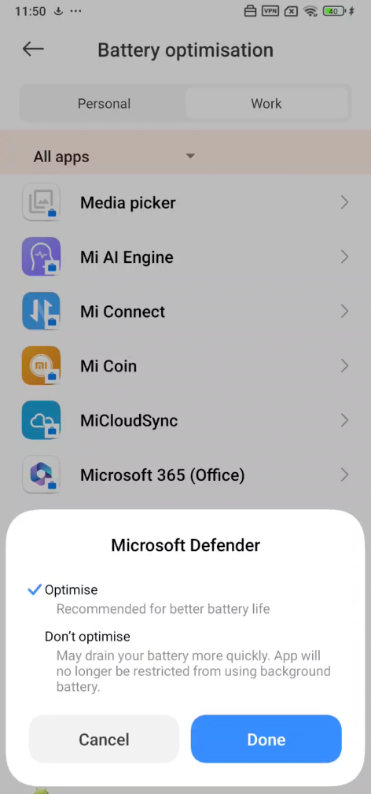 11:50
VPN
40
Battery optimisation
Personal
Work
All apps
Media picker
Mi AI Engine
Mi Connect
mi
Mi Coin
MiCloudSync
Microsoft 365 (Office)
Microsoft Defender
Optimise
Recommended for better battery life
Don't optimise
May drain your battery more quickly. App will
no longer be restricted from using background
battery.
Cancel
Done